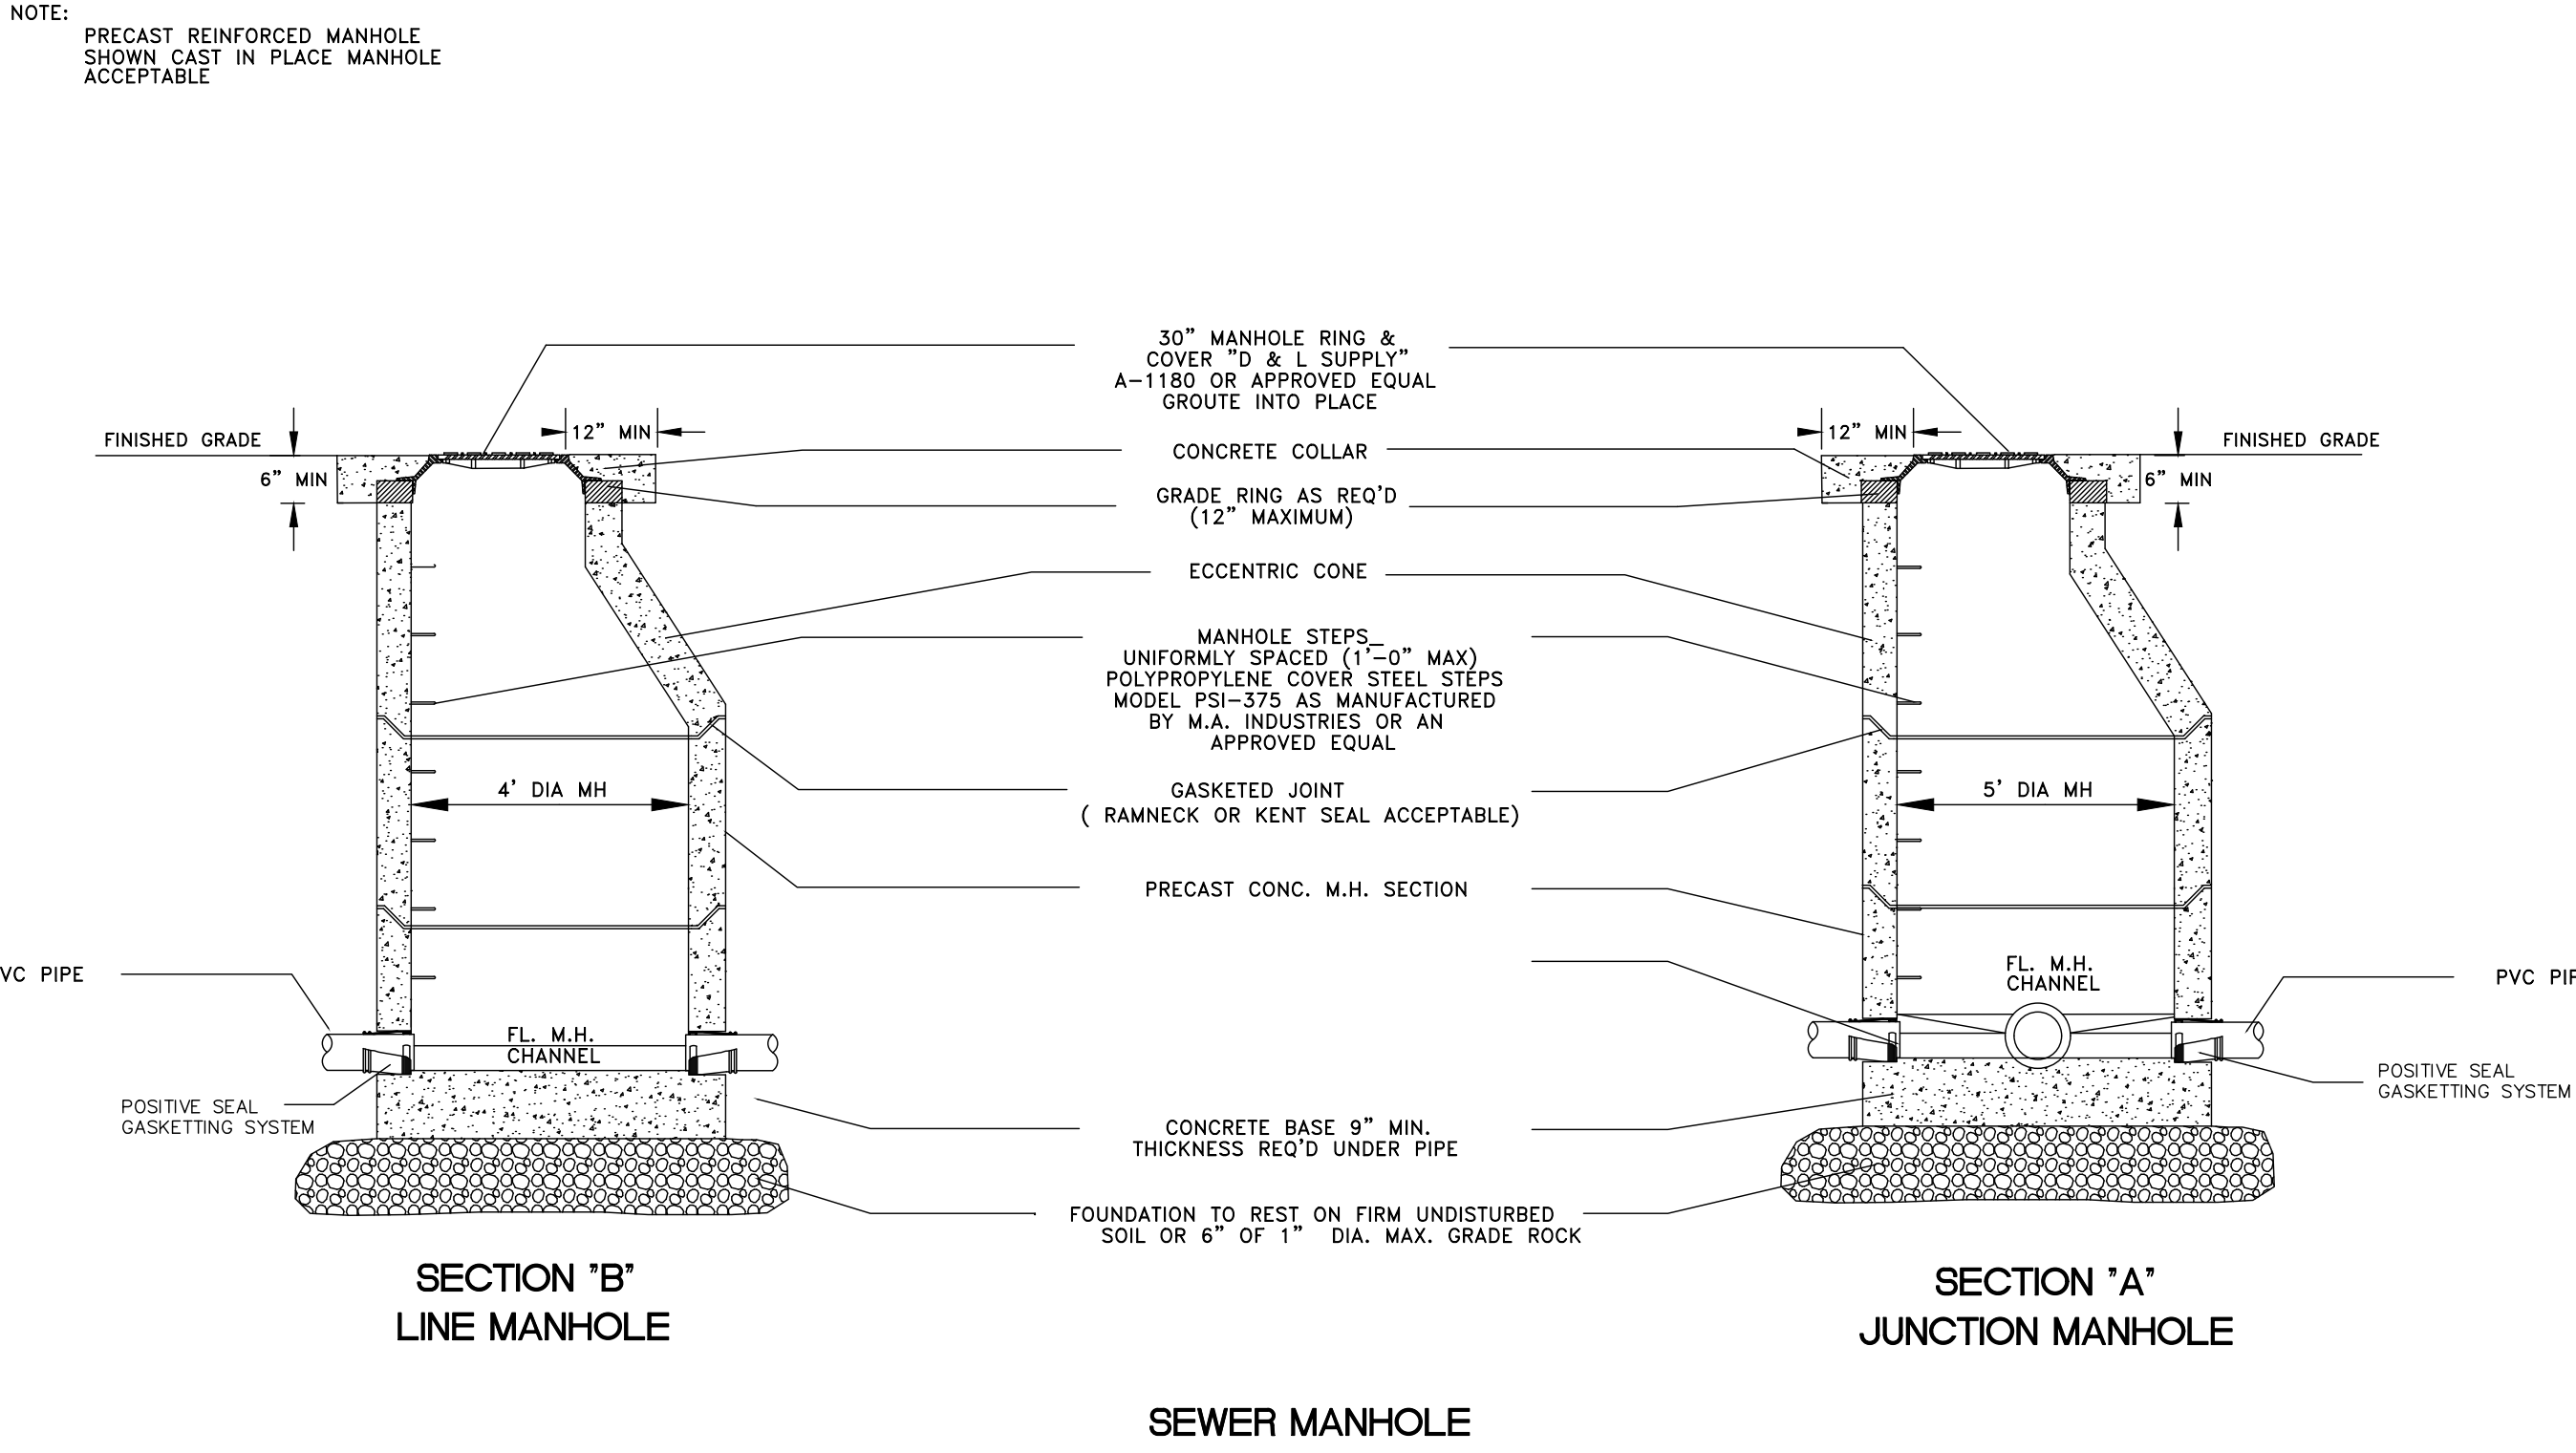 NOTE:
PRECAST REINFORCED MANHOLE
SHOWN CAST IN PLACE MANHOLE
ACCEPTABLE
30" MANHOLE RING &
COVER "D & L SUPPLY"
A-1180 OR APPROVED EQUAL
GROUTE INTO PLACE
FINISHED GRADE
12" MIN
6" MIN
12" MIN
FINISHED GRADE
6" MIN
CONCRETE COLLAR
GRADE RING AS REQ'D
(12" MAXIMUM)
ECCENTRIC CONE
MANHOLE STEPS_
UNIFORMLY SPACED (1'-0" MAX)
POLYPROPYLENE COVER STEEL STEPS
MODEL PSI-375 AS MANUFACTURED
BY M.A. INDUSTRIES OR AN
APPROVED EQUAL
4' DIA MH
GASKETED JOINT
( RAMNECK OR KENT SEAL ACCEPTABLE)
5' DIA MH
PRECAST CONC. M.H. SECTION
VC PIPE
FL. M.H.
CHANNEL
PVC PIP
FL. M.H.
CHANNEL
POSITIVE SEAL
GASKETTING SYSTEM
POSITIVE SEAL
GASKETTING SYSTEM
CONCRETE BASE 9" MIN.
THICKNESS REQ'D UNDER PIPE
FOUNDATION TO REST ON FIRM UNDISTURBED
SOIL OR 6" OF 1" DIA. MAX. GRADE ROCK
SECTION "B"
LINE MANHOLE
SECTION "A"
JUNCTION MANHOLE
SEWER MANHOLE